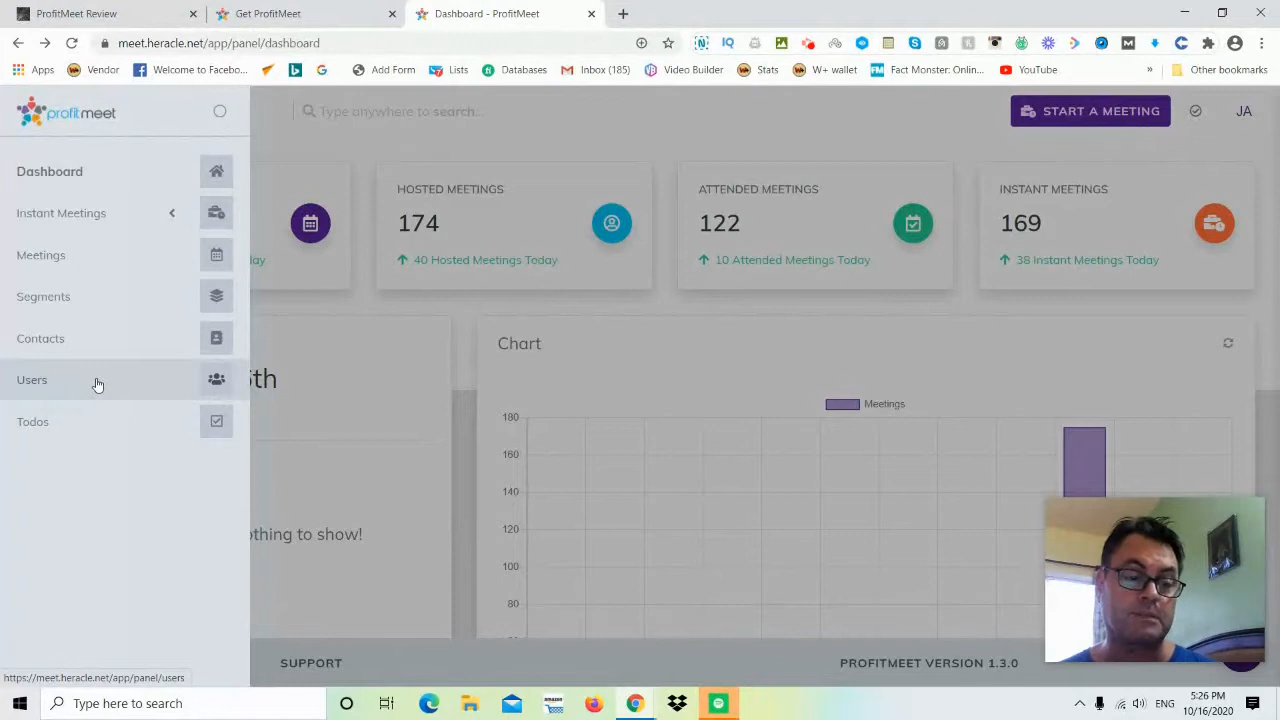 ProfitMeet Review
Get ProfitMeet
Dashboard - ProfitMeet
meet.heracle.net/app/panel/dashboard
Apps
Vendor
Welcome to Facebo...
Add Form
Lists
Databases
Inbox (185)
Video Builder
Stats
W+ wallet
Fact Monster: Onlin...
YouTube
»
Other bookmarks
profitmeet
Type anywhere to search...
START A MEETING
JA
Dashboard
Instant Meetings
Meetings
Segments
Contacts
Users
Todos
lay
HOSTED MEETINGS
174
40 Hosted Meetings Today
ATTENDED MEETINGS
122
10 Attended Meetings Today
INSTANT MEETINGS
169
38 Instant Meetings Today
th
othing to show!
Chart
Meetings
180
160
140
120
100
80
SUPPORT
PROFITMEET VERSION 1.3.0
https://meet.heracle.net/app/panel/users
Type here to search
amazon
ENG
5:26 PM
10/16/2020